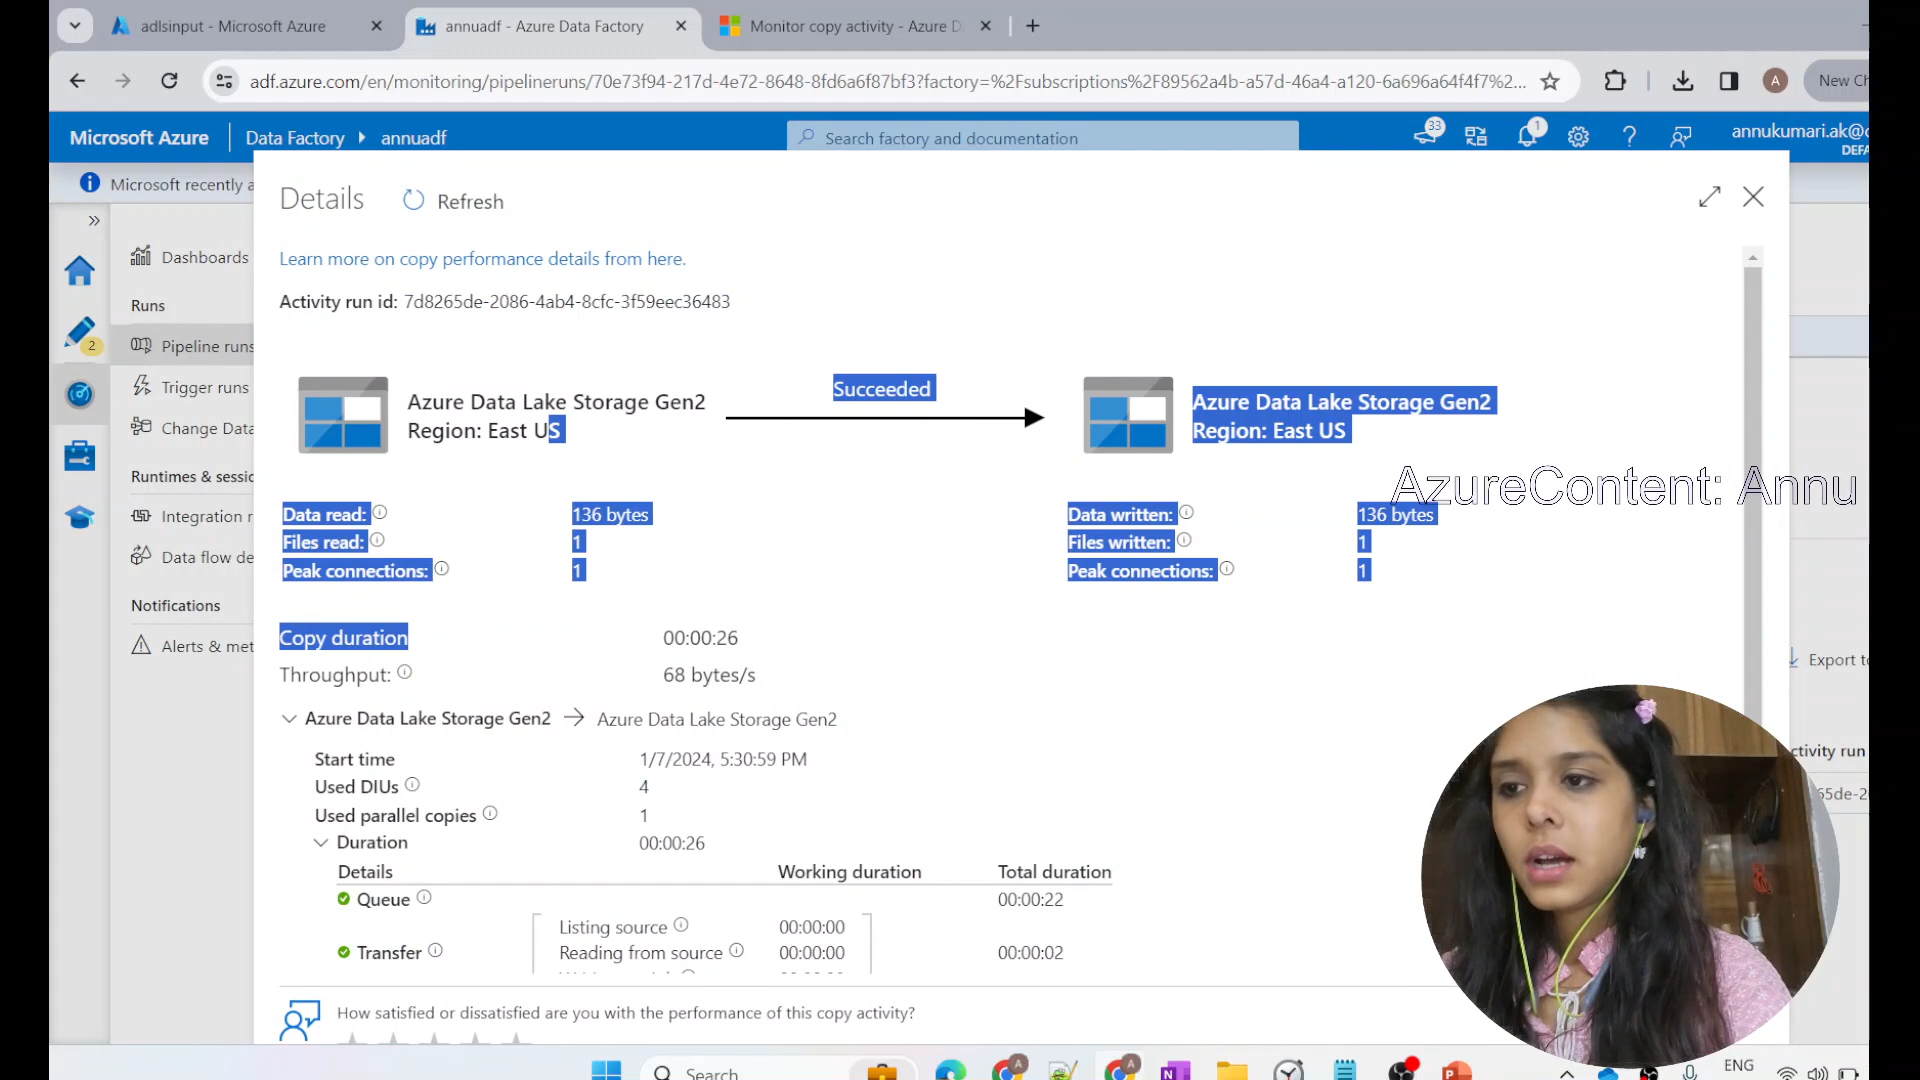 adlsinput - Microsoft Azure
annuadf - Azure Data Factory
Monitor copy activity - Azure D
adf.azure.com/en/monitoring/pipelineruns/70e73f94-217d-4e72-8648-8fd6a6f87bf3?factory=%2Fsubscriptions%2F89562a4b-a57d-46a4-a120-6a696a64f4f7%2...
A
New Ch
Microsoft Azure
Data Factory
annuadf
Search factory and documentation
33
1
annukumari.ak@
DEFA
Microsoft recently a
Details
Refresh
Learn more on copy performance details from here.
Activity run id: 7d8265de-2086-4ab4-8cfc-3f59eec36483
Dashboards
Runs
Pipeline runs
2
Trigger runs
Change Data
Runtimes & sessio
Integration r
Data flow de
Notifications
Alerts & met
Azure Data Lake Storage Gen2
Region: East US
Succeeded
Azure Data Lake Storage Gen2
Region: East US
AzureContent: Annu
Data read: 136 bytes
Files read: 1
Peak connections: 1
Data written: 136 bytes
Files written: 1
Peak connections: 1
Copy duration 00:00:26
Throughput: 68 bytes/s
Export to
Azure Data Lake Storage Gen2 → Azure Data Lake Storage Gen2
Start time 1/7/2024, 5:30:59 PM
Used DIUs 4
Used parallel copies 1
Duration 00:00:26
Details Working duration Total duration
Queue 00:00:22
Listing source 00:00:00
Transfer Reading from source 00:00:00 00:00:02
ctivity run
65de-2
How satisfied or dissatisfied are you with the performance of this copy activity?
Search
ENG